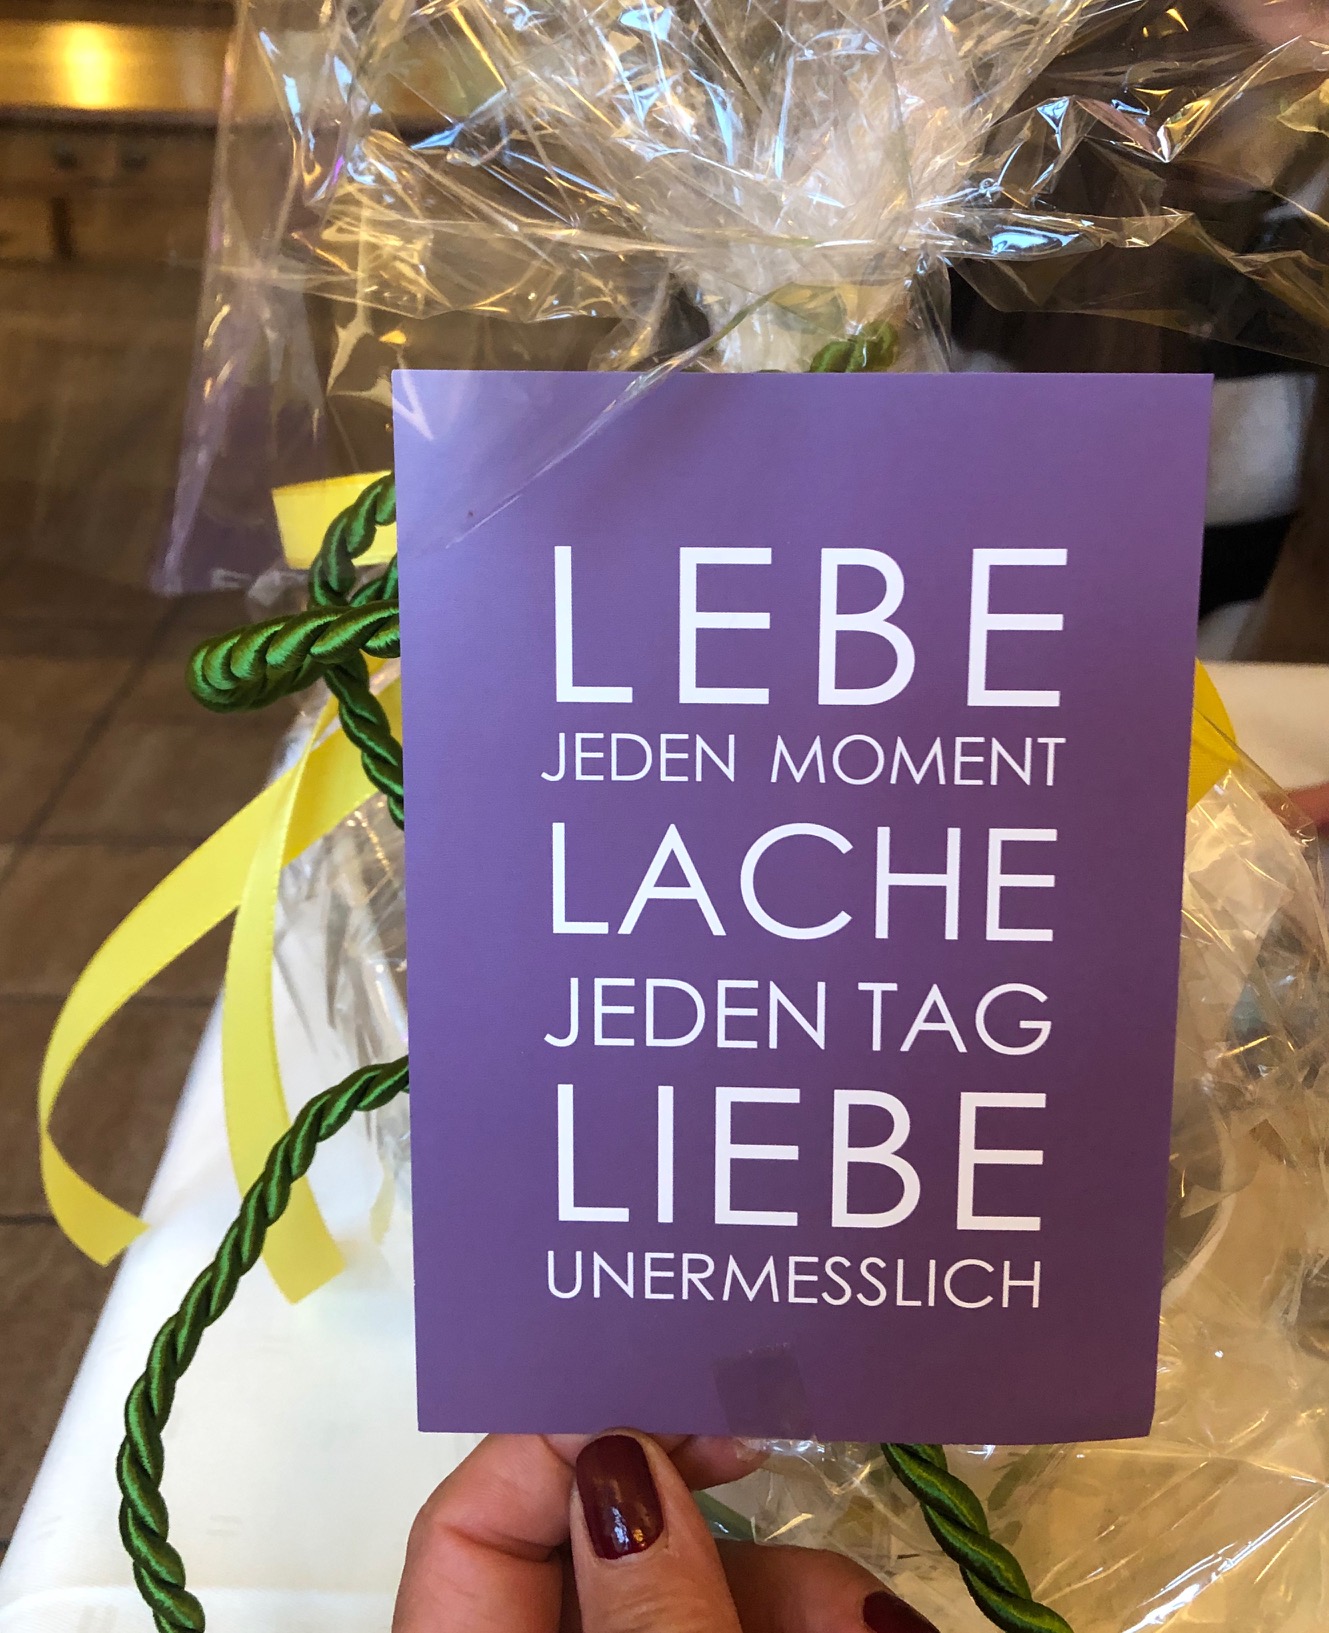 LEBE
JEDEN MOMENT
LACHE
JEDEN TAG
LIEBE
UNERMESSLICH